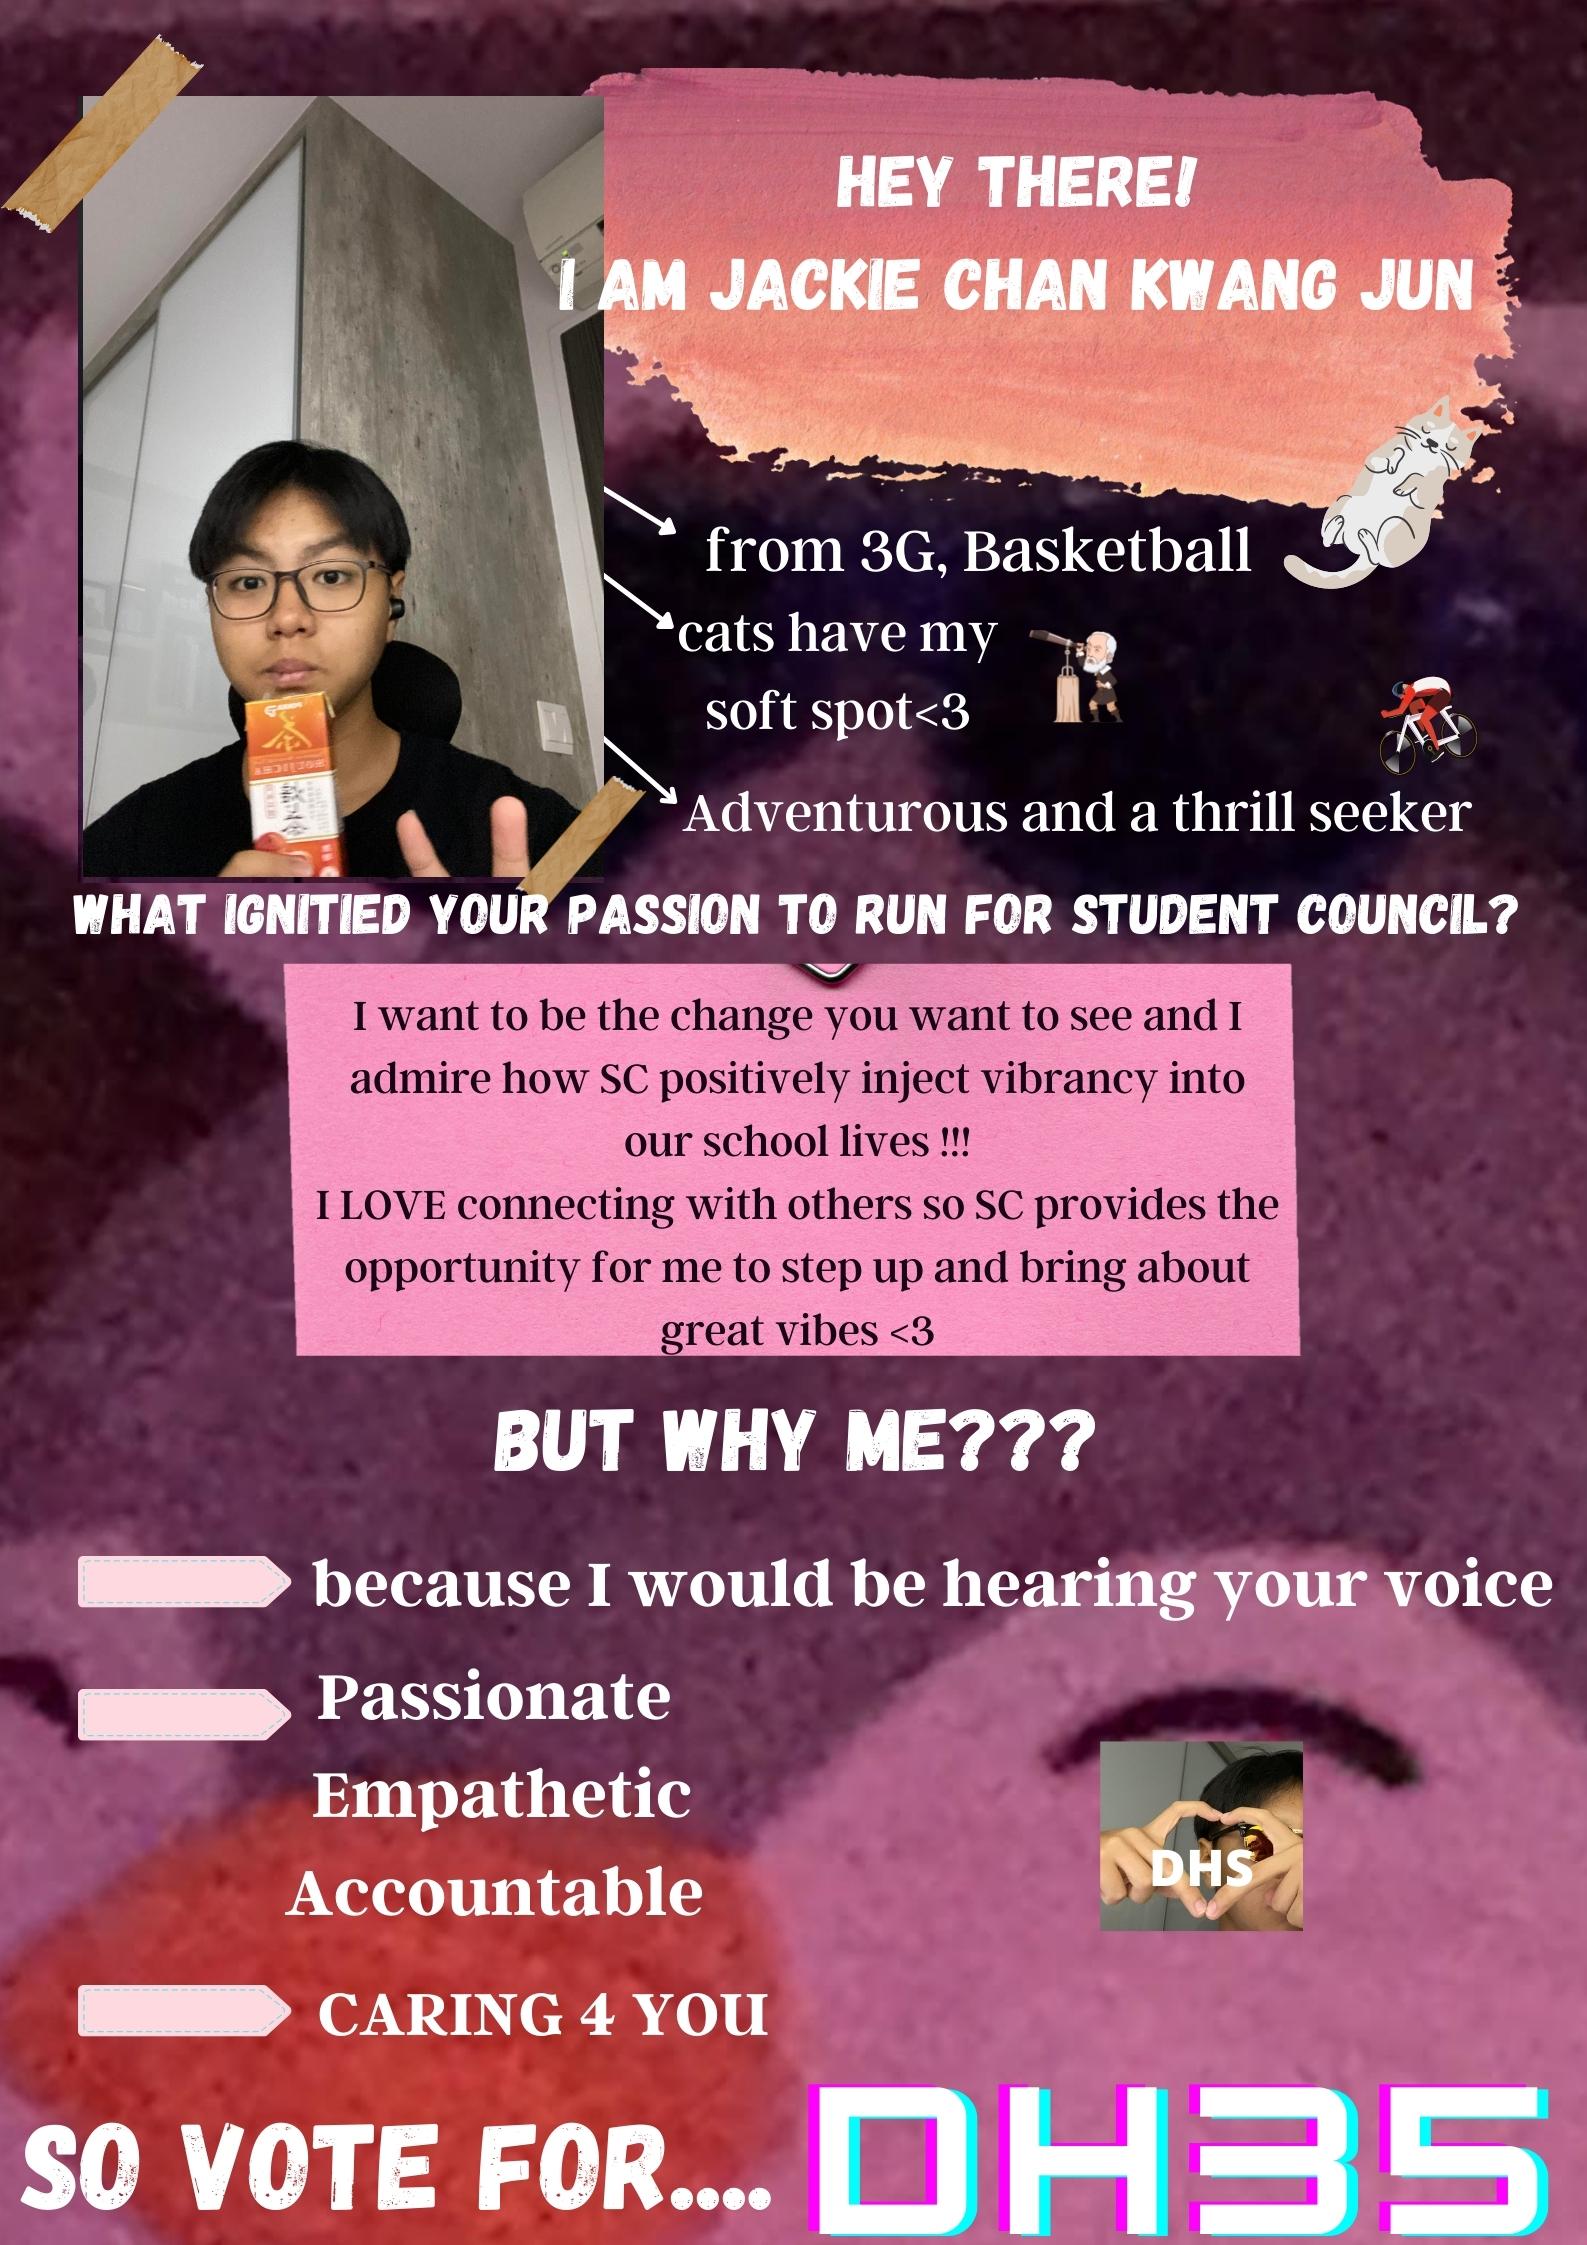 HEY THERE!
I AM JACKIE CHAN KWANG JUN
from 3G, Basketball
cats have my
soft spot<3
Adventurous and a thrill seeker
WHAT IGNITIED YOUR PASSION TO RUN FOR STUDENT COUNCIL?
I want to be the change you want to see and I
admire how SC positively inject vibrancy into
our school lives !!!
I LOVE connecting with others so SC provides the
opportunity for me to step up and bring about
great vibes <3
BUT WHY ME???
because I would be hearing your voice
Passionate
Empathetic
Accountable
DHS
CARING 4 YOU
SO VOTE FOR....
DH35